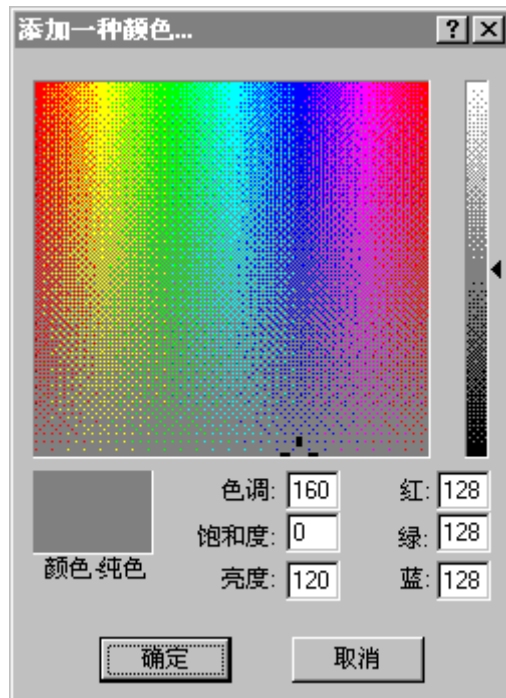 添加一种颜色...
色调: 160 红: 128
饱和度: 0 绿: 128
颜色|纯色
亮度: 120 蓝: 128
确定 取消